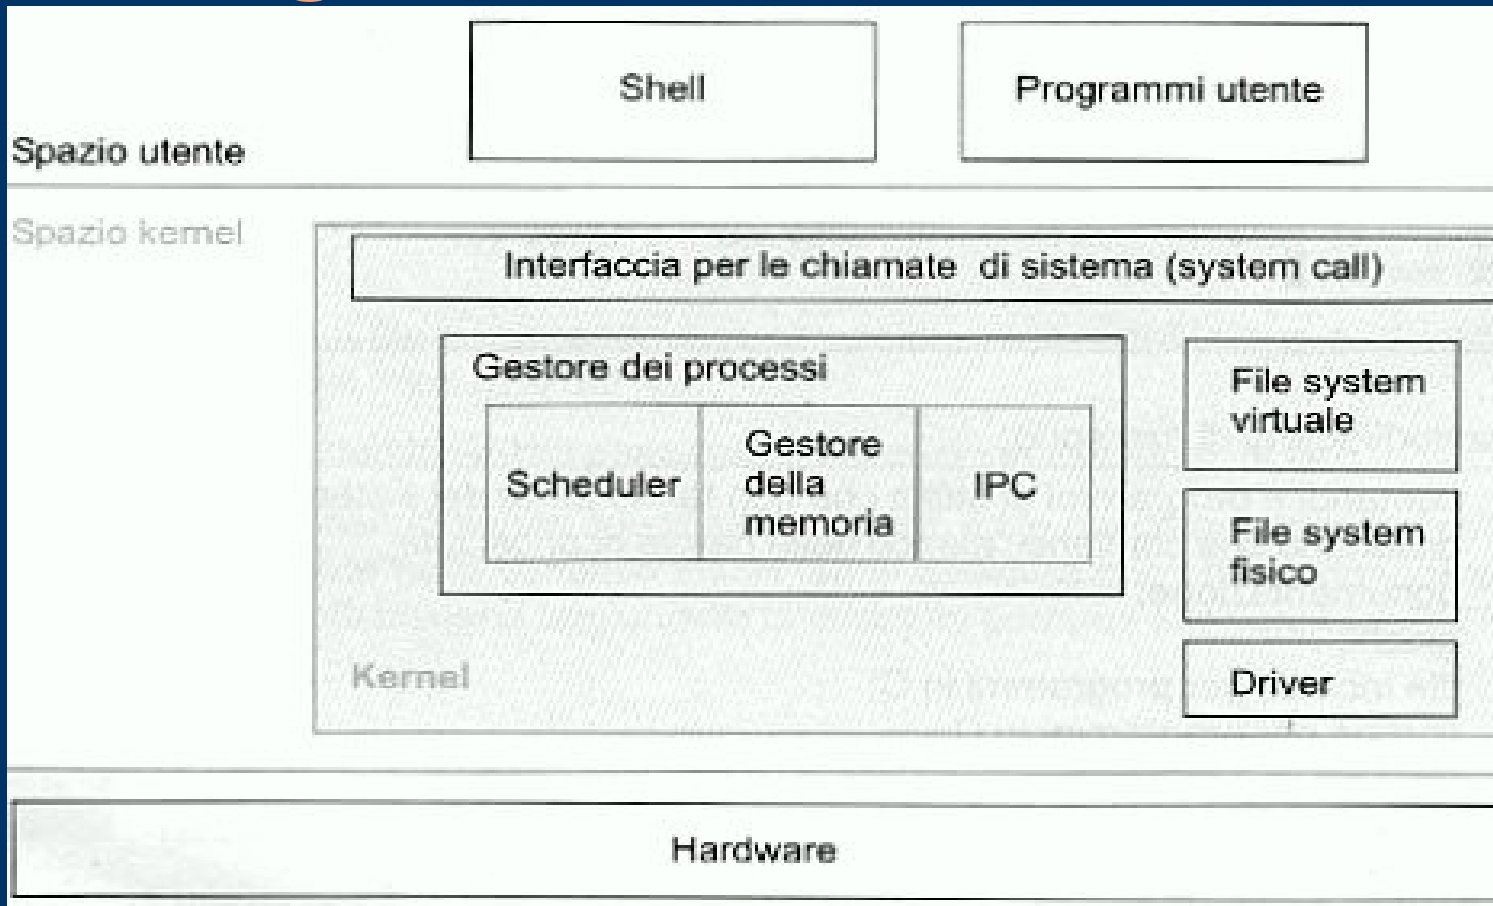 Shell
Programmi utente
Spazio utente
Spazio kernel
Interfaccia per le chiamate di sistema (system call)
Gestore dei processi
Scheduler
Gestore
della
memoria
IPC
File system
virtuale
File system
fisico
Driver
Kernel
Hardware